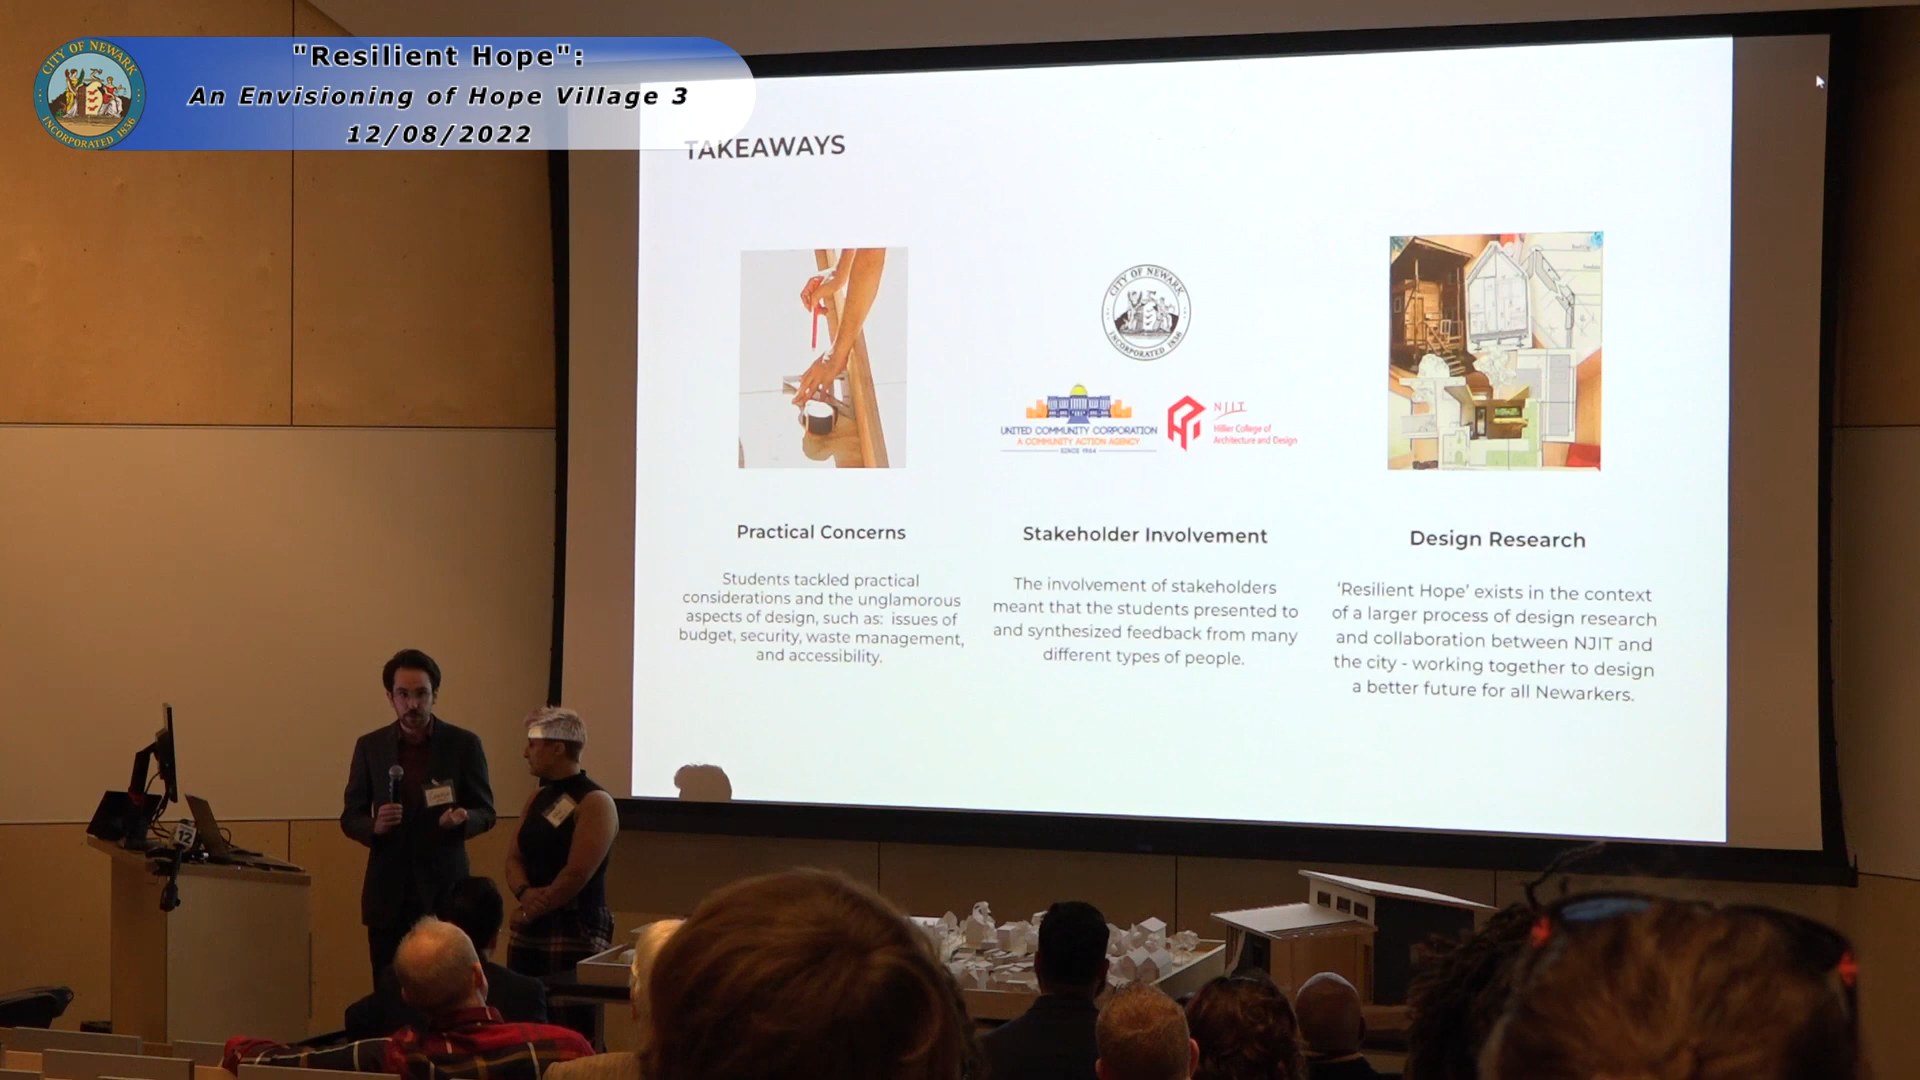 "Resilient Hope":
An Envisioning of Hope Village 3
12/08/2022
CITY OF NEWARK
INCORPORATED 1836
TAKEAWAYS
CITY OF NEWARK
INCORPORATED 1836
UNITED COMMUNITY CORPORATION
A COMMUNITY ACTION AGENCY
SINCE 1964
NJIT
Hillier College of
Architecture and Design
Practical Concerns
Students tackled practical
considerations and the unglamorous
aspects of design, such as: issues of
budget, security, waste management,
and accessibility.
Stakeholder Involvement
The involvement of stakeholders
meant that the students presented to
and synthesized feedback from many
different types of people.
Design Research
‘Resilient Hope’ exists in the context
of a larger process of design research
and collaboration between NJIT and
the city - working together to design
a better future for all Newarkers.
12